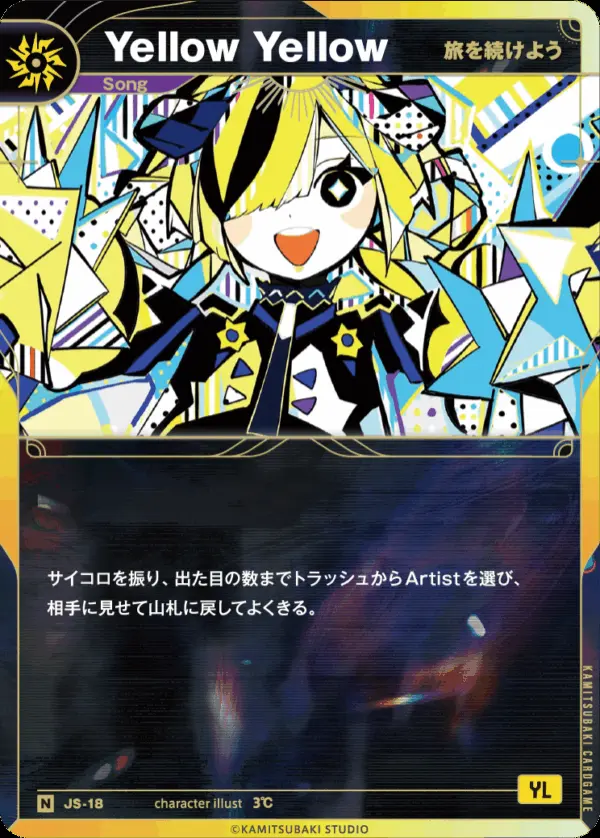 Yellow Yellow
旅を続けよう
Song
サイコロを振り、出た目の数までトラッシュからArtistを選び、
相手に見せて山札に戻してよくきる。
YL
N JS-18 character illust 3℃
KAMITSUBAKI CARDGAME
©KAMITSUBAKI STUDIO